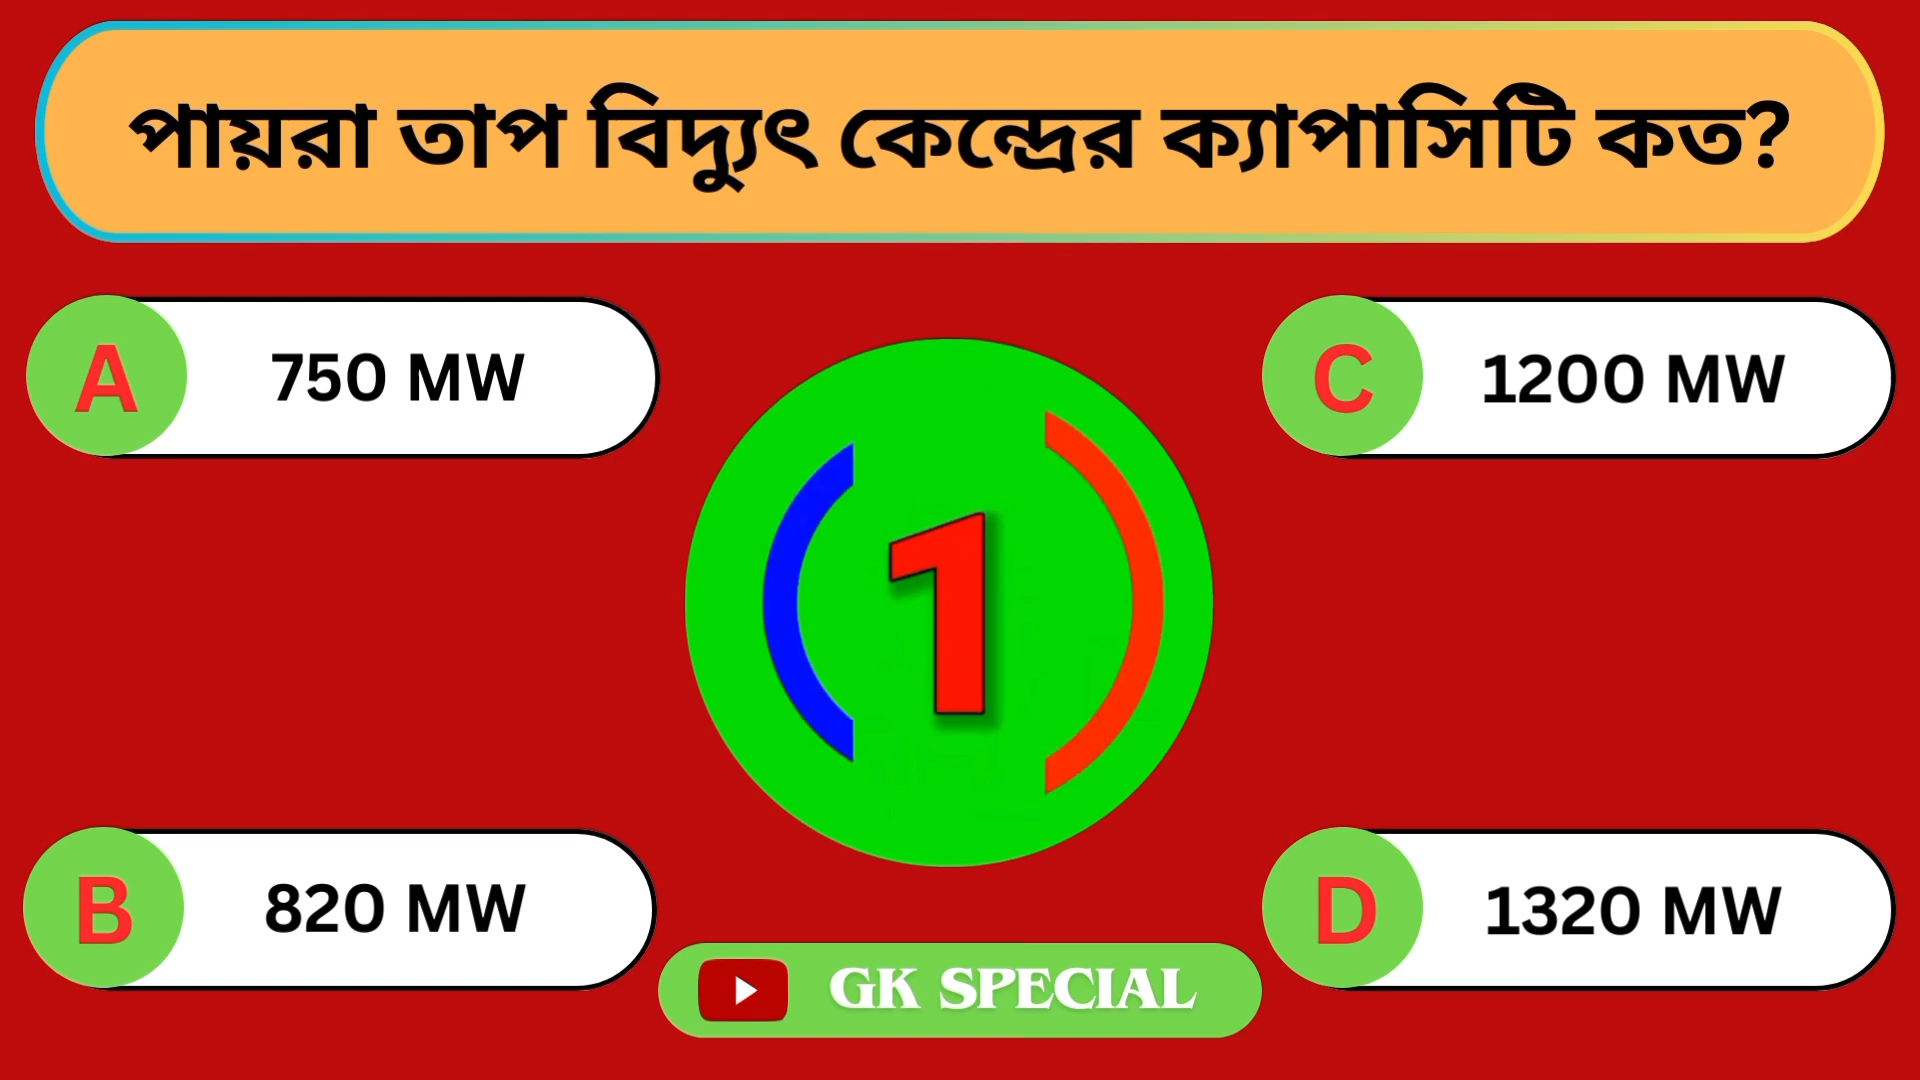 পায়রা তাপ বিদ্যুৎ কেন্দ্রের ক্যাপাসিটি কত?
A 750 MW
C 1200 MW
1
B 820 MW
D 1320 MW
GK SPECIAL